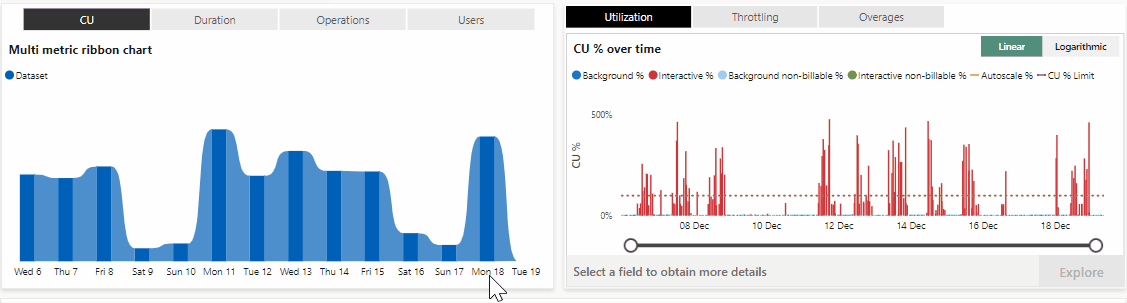 CU Duration Operations Users
Multi metric ribbon chart
Dataset
Wed 6 Thu 7 Fri 8 Sat 9 Sun 10 Mon 11 Tue 12 Wed 13 Thu 14 Fri 15 Sat 16 Sun 17 Mon 18 Tue 19
Utilization Throttling Overages
CU % over time
Linear Logarithmic
Background % Interactive % Background non-billable % Interactive non-billable % Autoscale % CU % Limit
500%
CU %
0%
08 Dec 10 Dec 12 Dec 14 Dec 16 Dec 18 Dec
Select a field to obtain more details
Explore